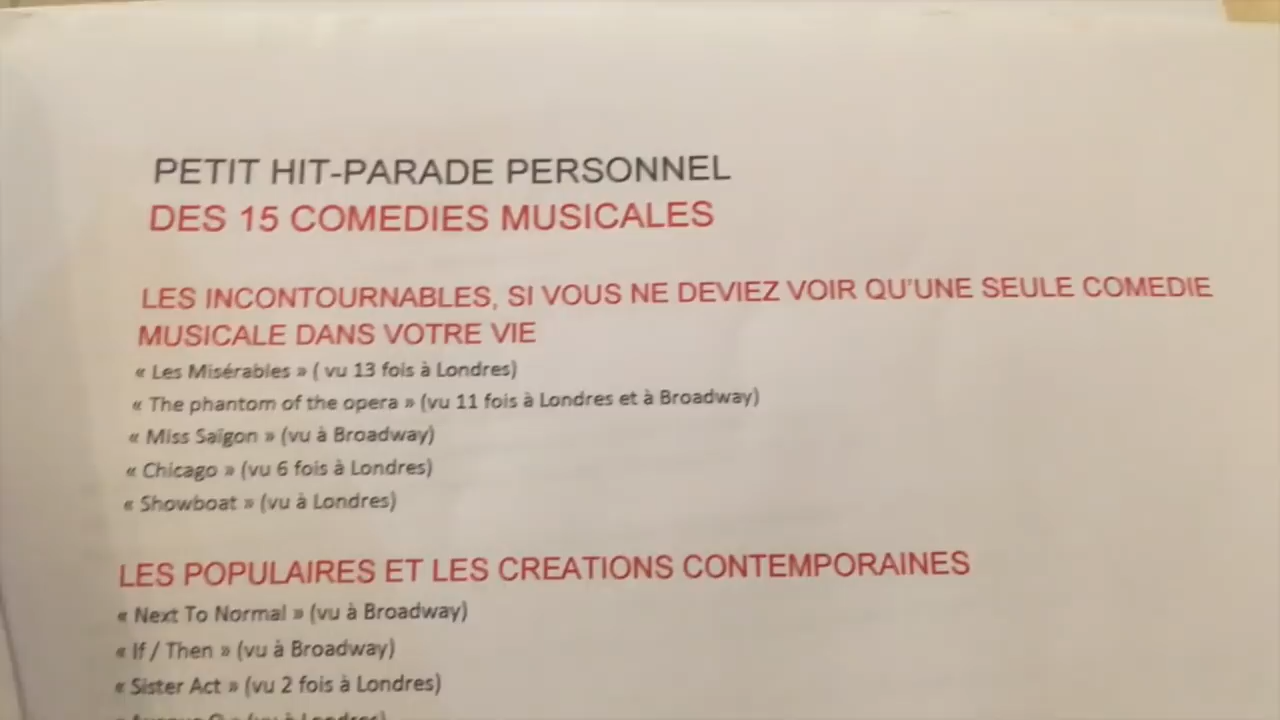 PETIT HIT-PARADE PERSONNEL
DES 15 COMEDIES MUSICALES
LES INCONTOURNABLES, SI VOUS NE DEVIEZ VOIR QU'UNE SEULE COMEDIE
MUSICALE DANS VOTRE VIE
« Les Misérables » ( vu 13 fois à Londres)
« The phantom of the opera » (vu 11 fois à Londres et à Broadway)
« Miss Saïgon » (vu à Broadway)
« Chicago » (vu 6 fois à Londres)
« Showboat » (vu à Londres)
LES POPULAIRES ET LES CREATIONS CONTEMPORAINES
« Next To Normal » (vu à Broadway)
« If / Then » (vu à Broadway)
« Sister Act » (vu 2 fois à Londres)